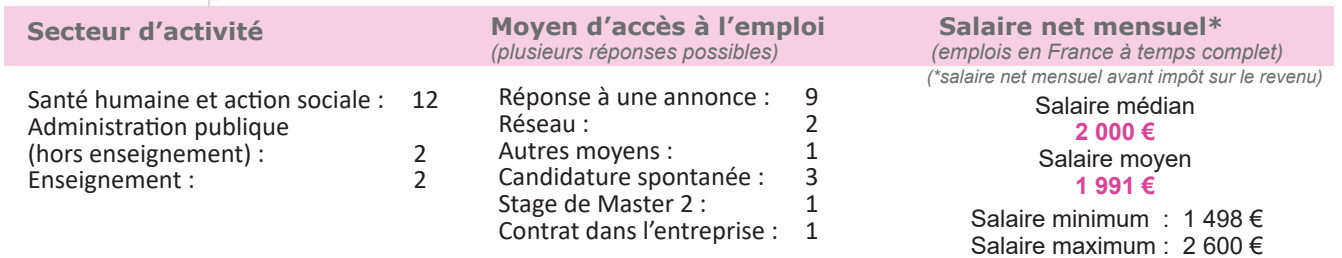 Secteur d'activité
Santé humaine et action sociale : 12
Administration publique
(hors enseignement) : 2
Enseignement : 2
Moyen d'accès à l'emploi
(plusieurs réponses possibles)
Réponse à une annonce : 9
Réseau : 2
Autres moyens : 1
Candidature spontanée : 3
Stage de Master 2 : 1
Contrat dans l'entreprise : 1
Salaire net mensuel*
(emplois en France à temps complet)
(*salaire net mensuel avant impôt sur le revenu)
Salaire médian
2 000 €
Salaire moyen
1 991 €
Salaire minimum : 1 498 €
Salaire maximum : 2 600 €